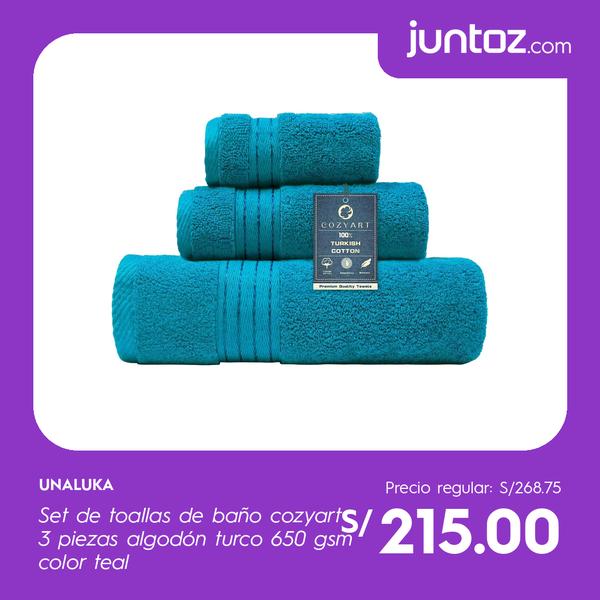 juntoz.com
COZYART
100%
TURKISH
COTTON
Premium Quality Towels
UNALUKA
Precio regular: S/268.75
Set de toallas de baño cozyart
3 piezas algodón turco 650 gsm
color teal
S/215.00